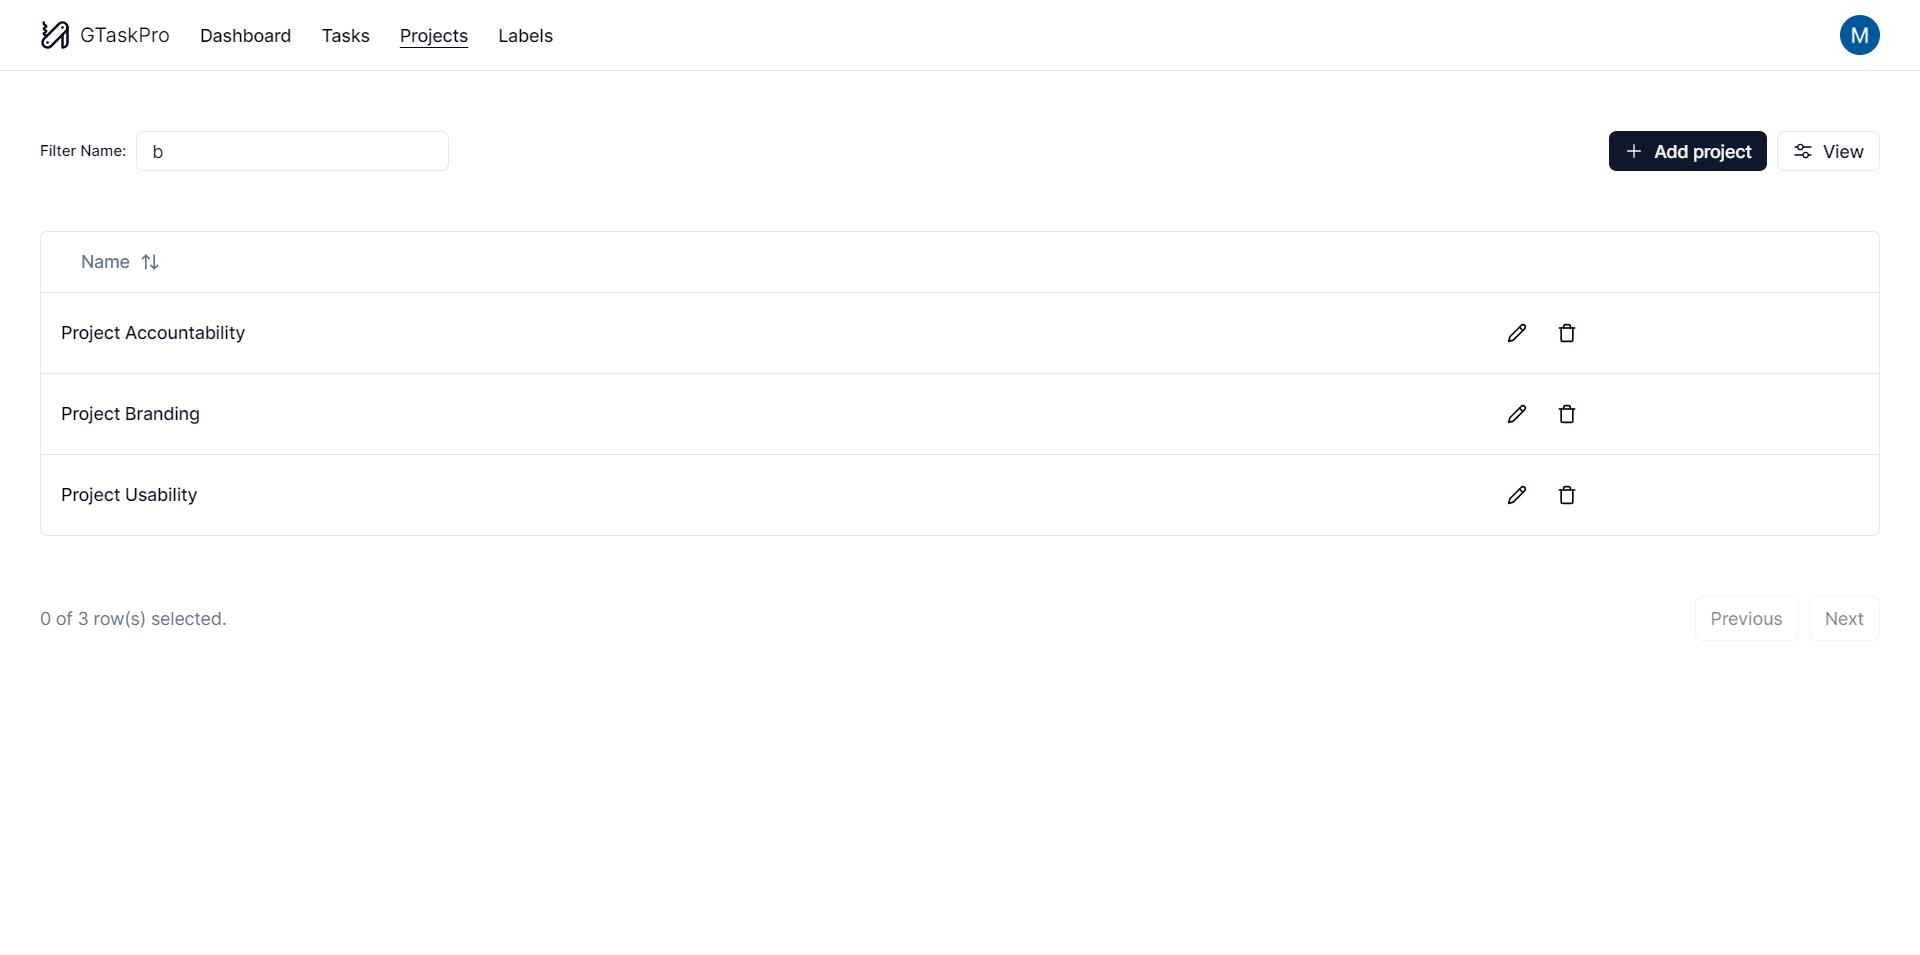 GTaskPro Dashboard Tasks Projects Labels M
Filter Name: b Add project View
Name
Project Accountability
Project Branding
Project Usability
0 of 3 row(s) selected. Previous Next